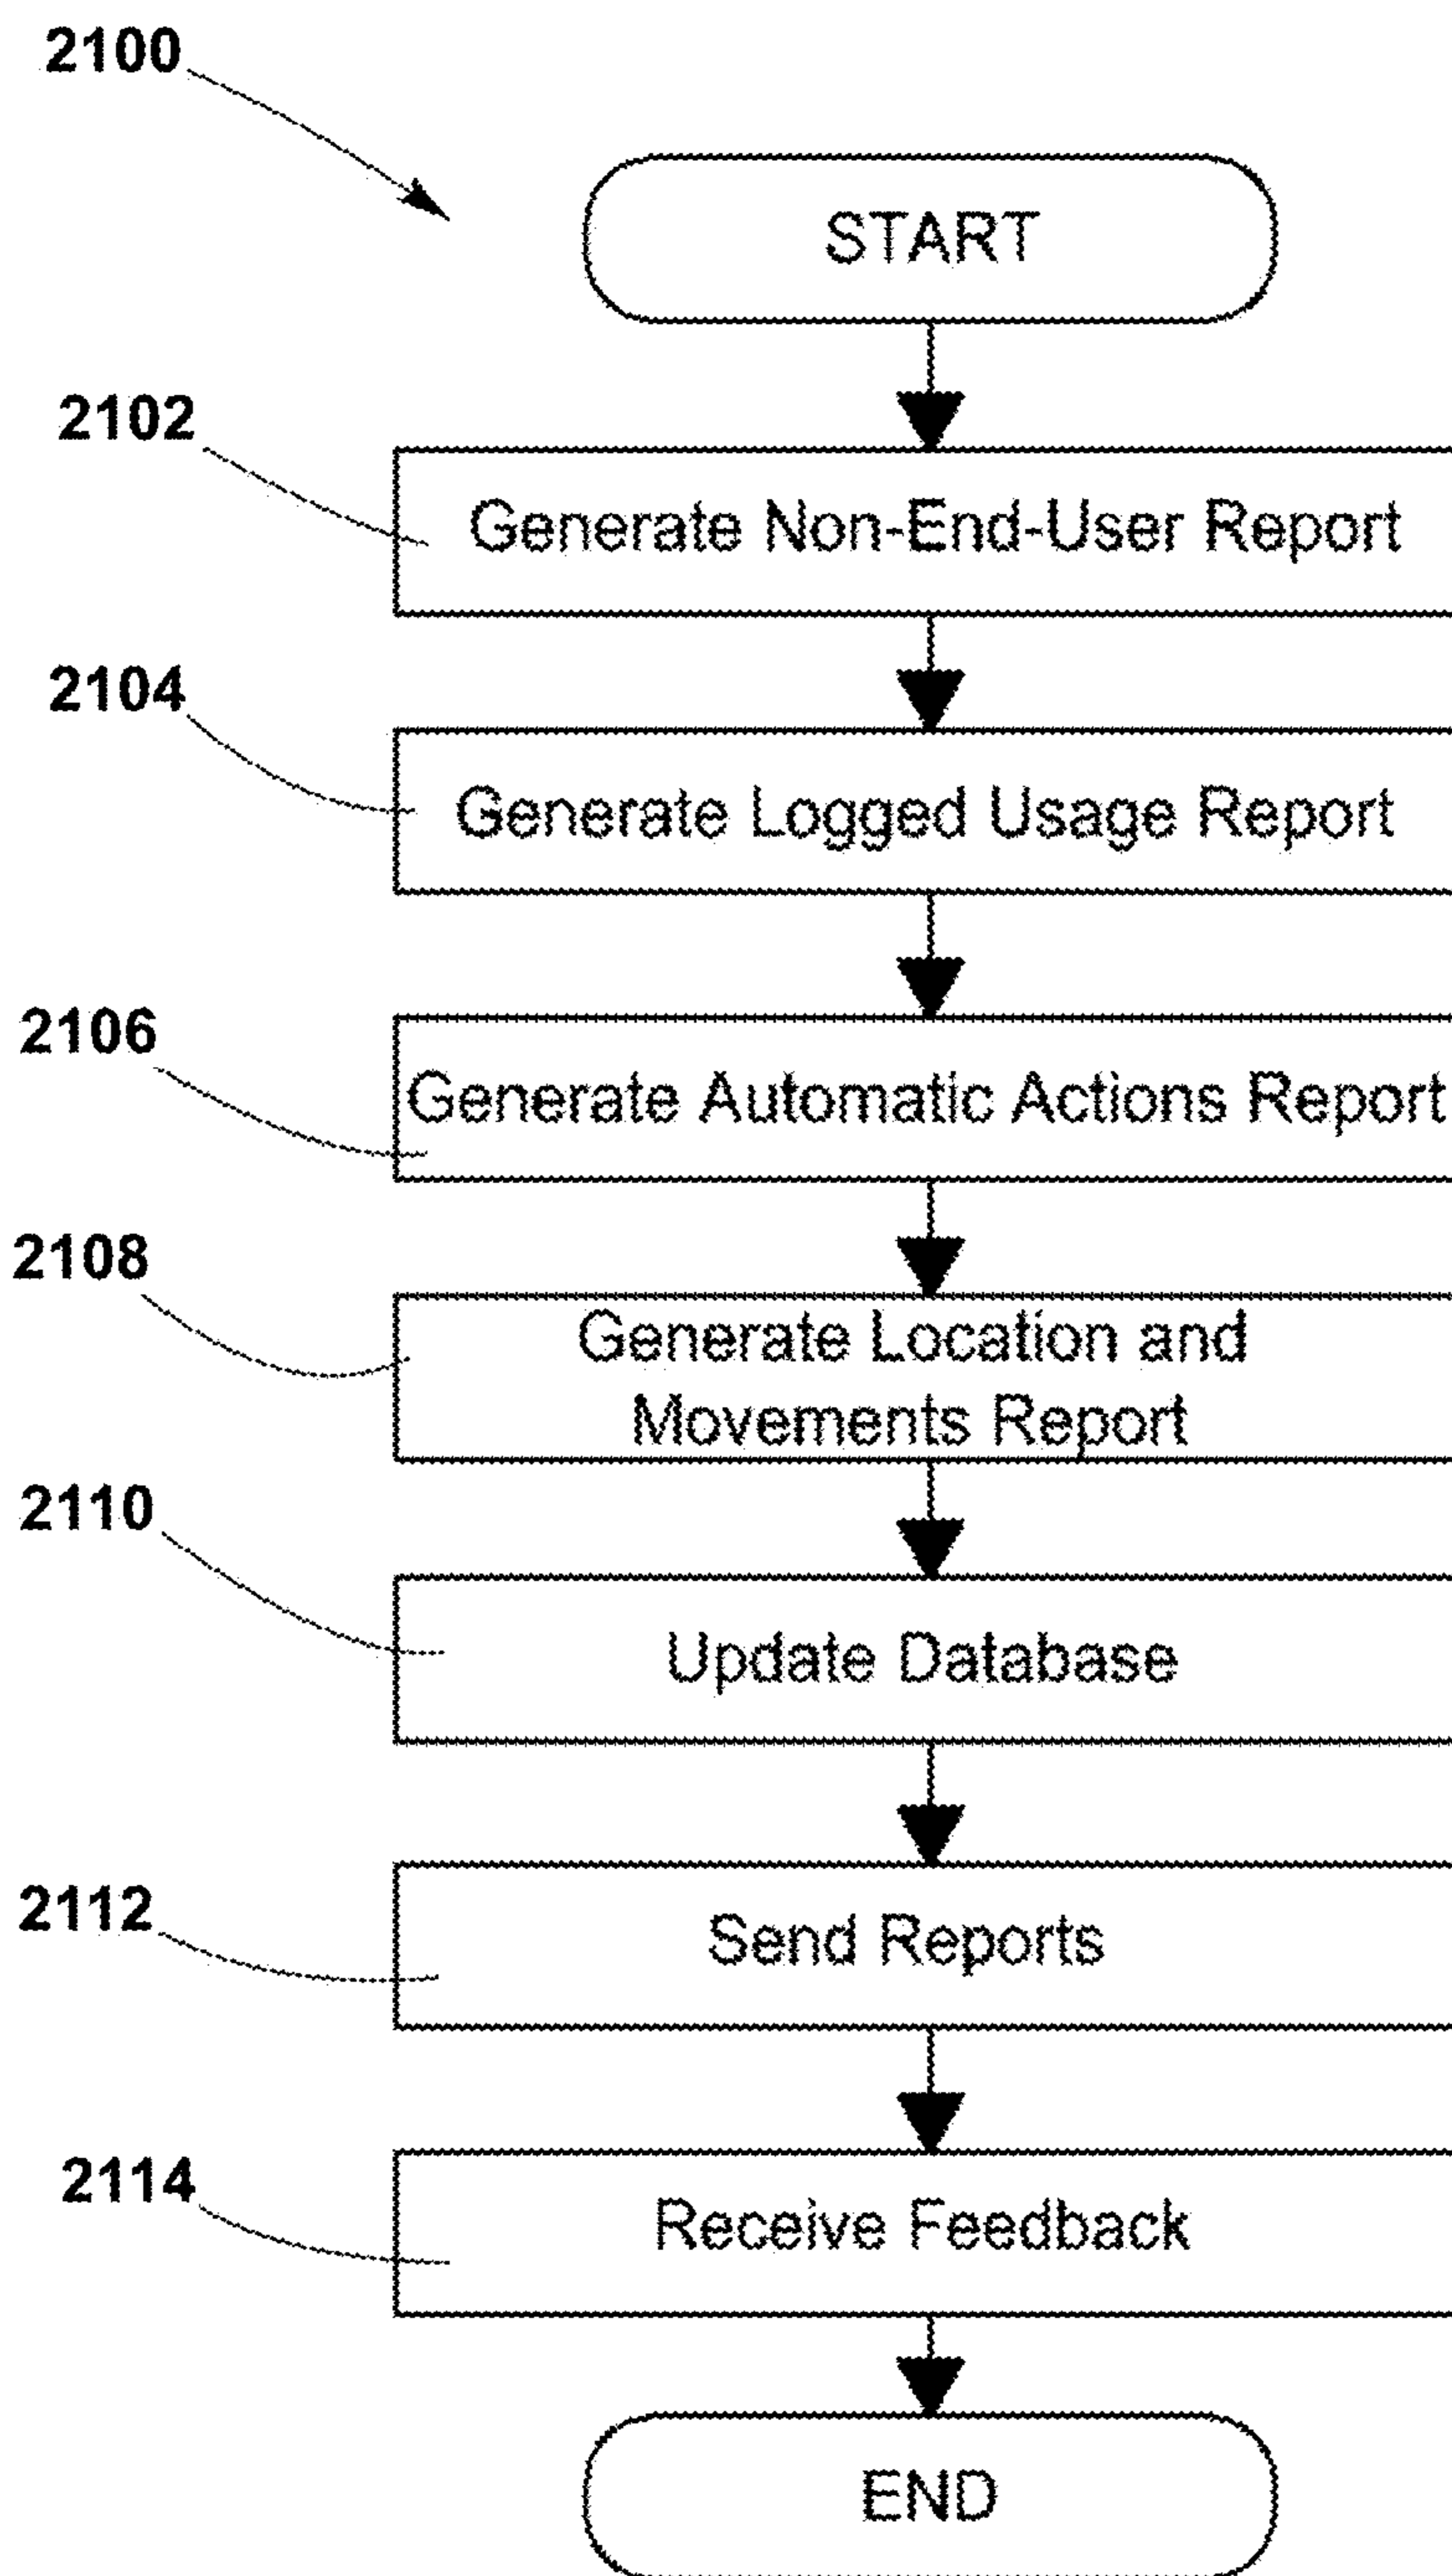 2100
START
2102
Generate Non-End-User Report
2104
Generate Logged Usage Report
2106
Generate Automatic Actions Report
2108
Generate Location and
Movements Report
2110
Update Database
2112
Send Reports
2114
Receive Feedback
END